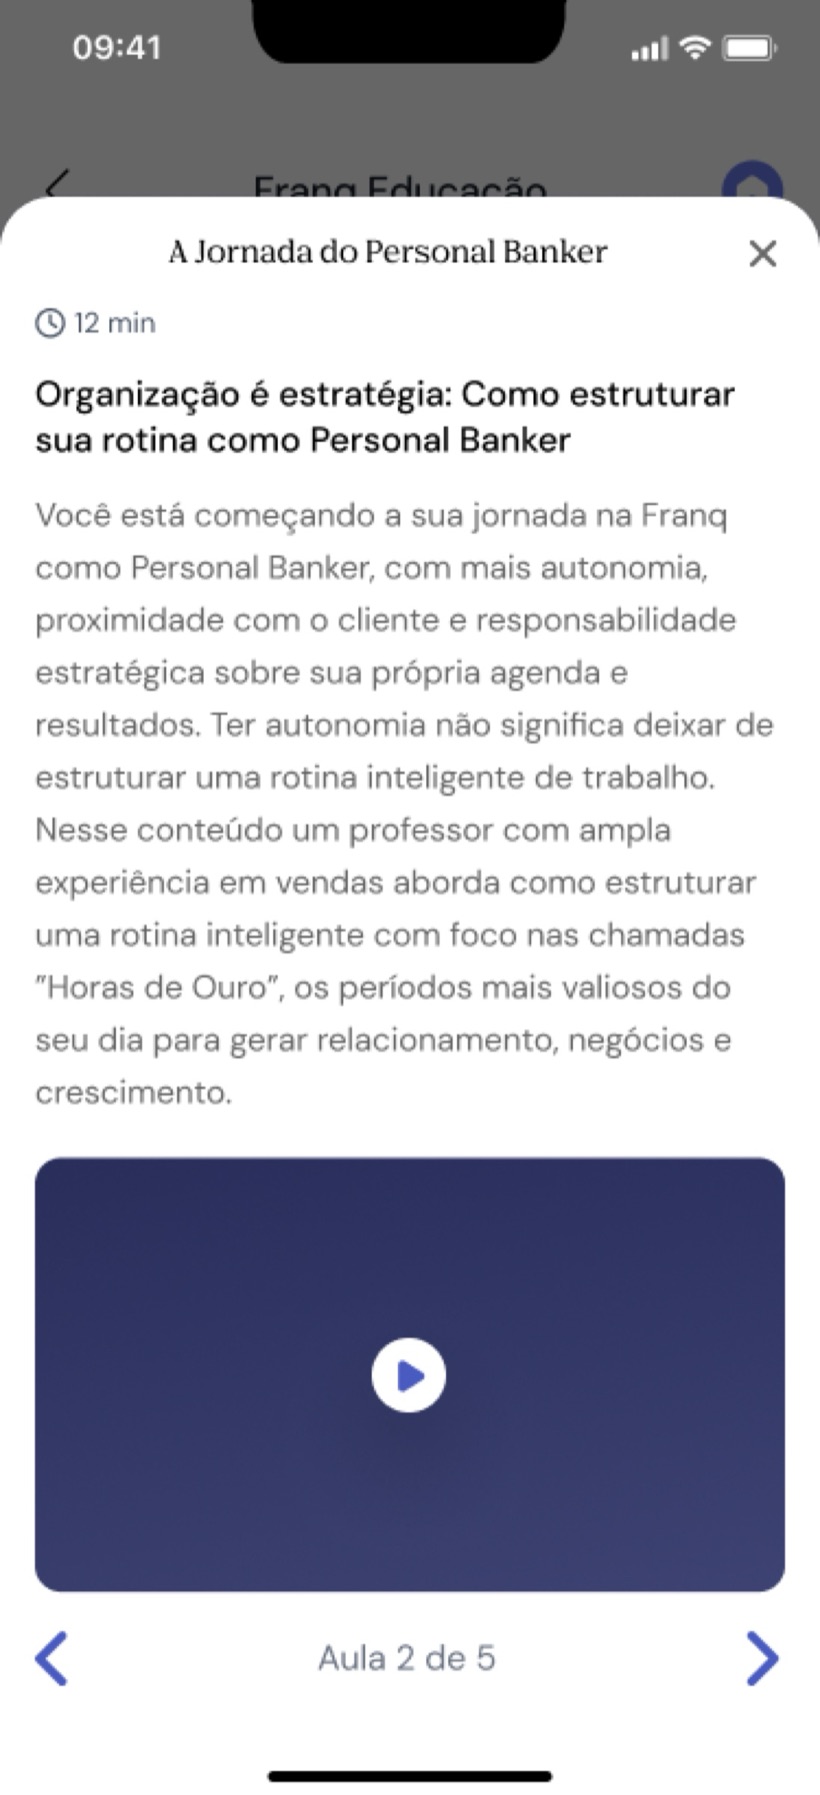 09:41
Franq Educação
A Jornada do Personal Banker
12 min
Organização é estratégia: Como estruturar
sua rotina como Personal Banker
Você está começando a sua jornada na Franq
como Personal Banker, com mais autonomia,
proximidade com o cliente e responsabilidade
estratégica sobre sua própria agenda e
resultados. Ter autonomia não significa deixar de
estruturar uma rotina inteligente de trabalho.
Nesse conteúdo um professor com ampla
experiência em vendas aborda como estruturar
uma rotina inteligente com foco nas chamadas
"Horas de Ouro", os períodos mais valiosos do
seu dia para gerar relacionamento, negócios e
crescimento.
Aula 2 de 5